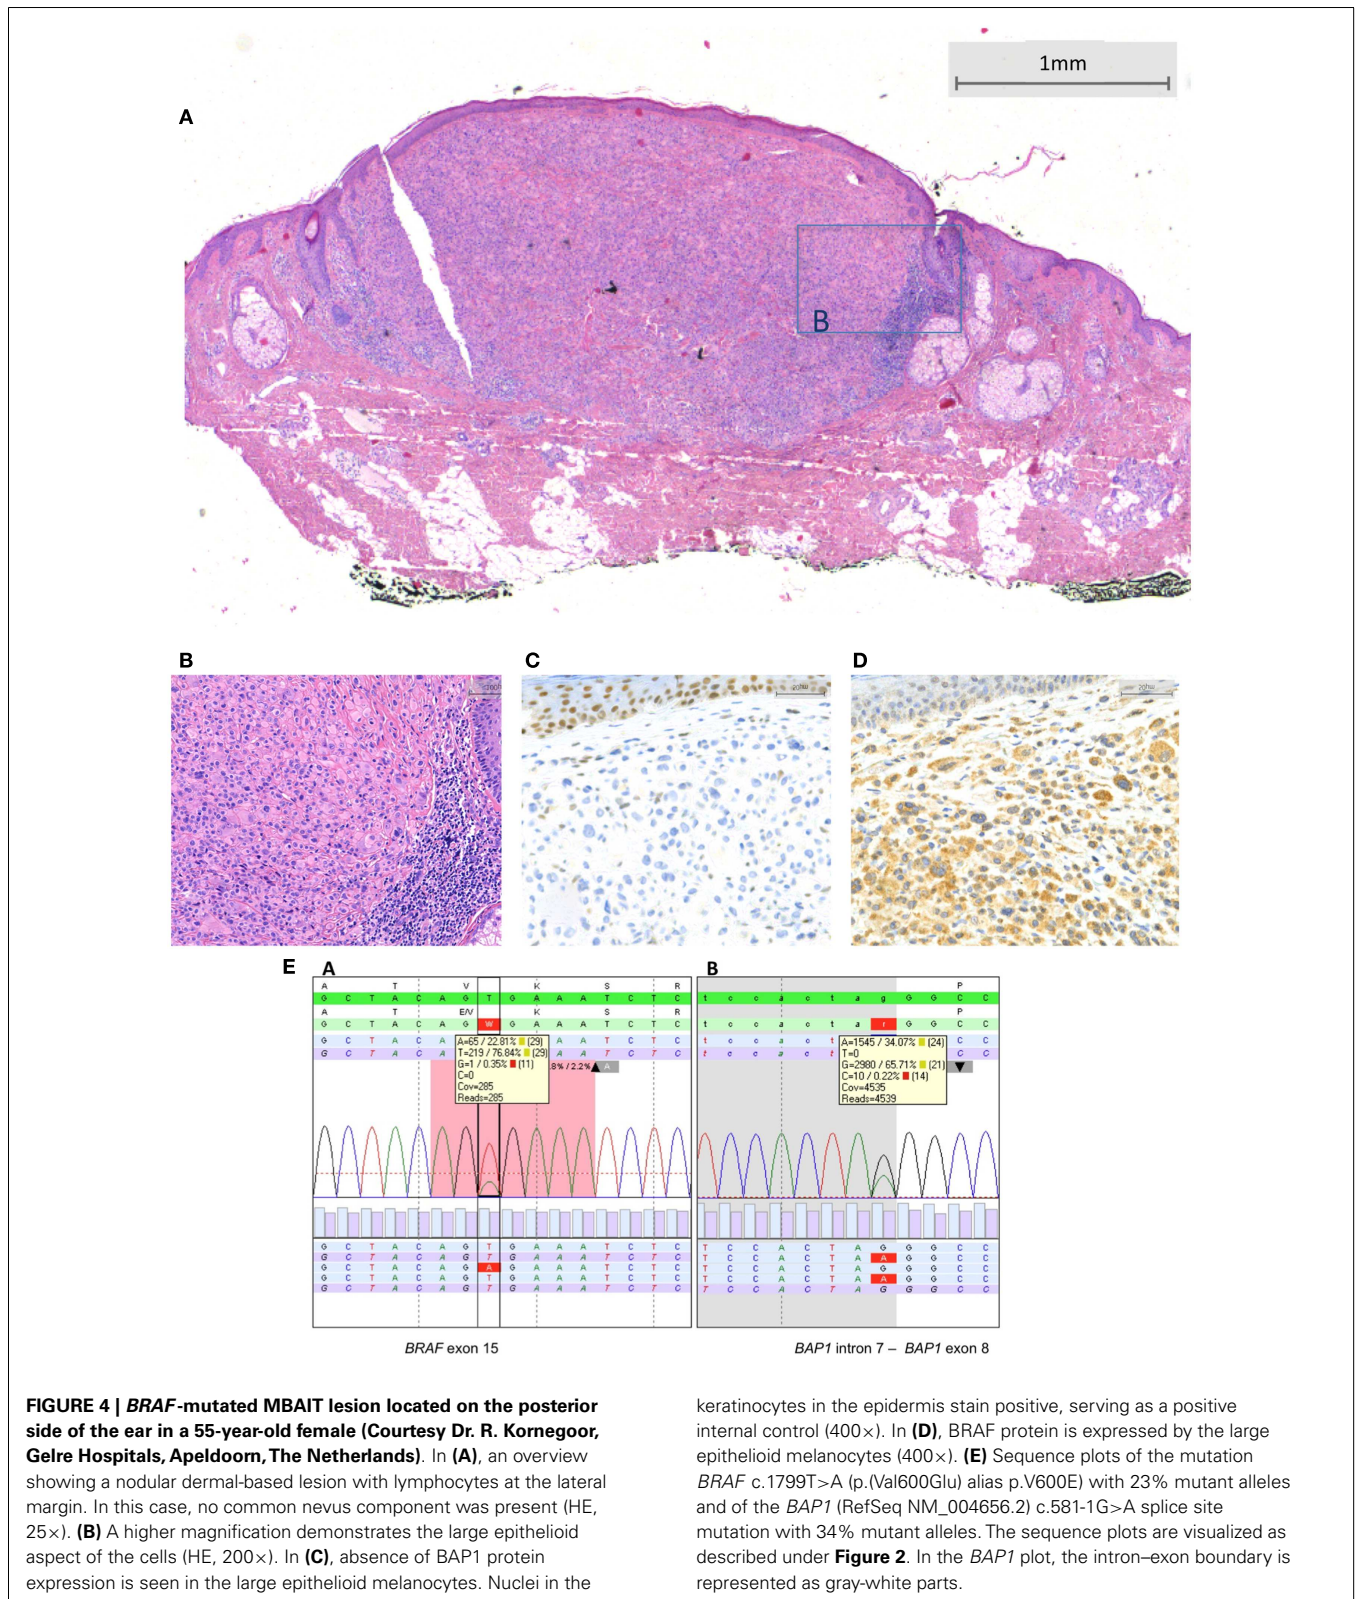 1mm
A
B
B
C
D
E
A
B
A T V K S R
G C T A C A G T G A A A T C T C
A T E/V K S R
G C T A C A G W G A A A T C T C
G C T A C A A A T C T C
G C T A C A A A T C T C
A=65 / 22.81% (29)
T=219 / 76.84% (29)
G=1 / 0.35% (11)
C=0
Cov=285
Reads=285
.8% / 2.2% A
G C T A C A G T G A A A T C T C
G C T A C A G T G A A A T C T C
G C T A C A G A G A A A T C T C
G C T A C A G T G A A A T C T C
G C T A C A G T G A A A T C T C
P
t c c a c t a g G G C C
P
t c c a c t a r G G C C
t c c a c t C C
t c c a c t C C
A=1545 / 34.07% (24)
T=0
G=2980 / 65.71% (21)
C=10 / 0.22% (14)
Cov=4535
Reads=4539
T C C A C T A G G G C C
T C C A C T A A G G C C
T C C A C T A G G G C C
T C C A C T A A G G C C
T C C A C T A G G G C C
BRAF exon 15
BAP1 intron 7 – BAP1 exon 8
FIGURE 4 | BRAF-mutated MBAIT lesion located on the posterior
side of the ear in a 55-year-old female (Courtesy Dr. R. Kornegoor,
Gelre Hospitals, Apeldoorn, The Netherlands). In (A), an overview
showing a nodular dermal-based lesion with lymphocytes at the lateral
margin. In this case, no common nevus component was present (HE,
25×). (B) A higher magnification demonstrates the large epithelioid
aspect of the cells (HE, 200×). In (C), absence of BAP1 protein
expression is seen in the large epithelioid melanocytes. Nuclei in the
keratinocytes in the epidermis stain positive, serving as a positive
internal control (400×). In (D), BRAF protein is expressed by the large
epithelioid melanocytes (400×). (E) Sequence plots of the mutation
BRAF c.1799T>A (p.(Val600Glu) alias p.V600E) with 23% mutant alleles
and of the BAP1 (RefSeq NM_004656.2) c.581-1G>A splice site
mutation with 34% mutant alleles. The sequence plots are visualized as
described under Figure 2. In the BAP1 plot, the intron–exon boundary is
represented as gray-white parts.